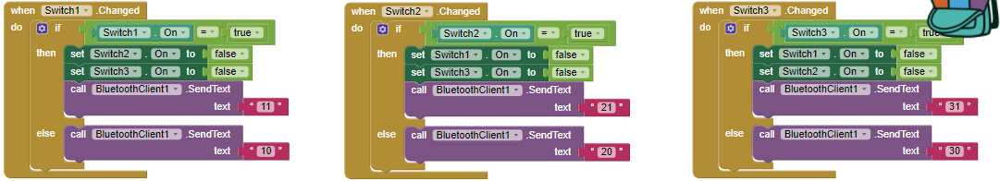 when Switch1 .Changed
do if Switch1 . On = true
then set Switch2 . On to false
set Switch3 . On to false
call BluetoothClient1 .SendText
text " 11 "
else call BluetoothClient1 .SendText
text " 10 "
when Switch2 .Changed
do if Switch2 . On = true
then set Switch1 . On to false
set Switch3 . On to false
call BluetoothClient1 .SendText
text " 21 "
else call BluetoothClient1 .SendText
text " 20 "
when Switch3 .Changed
do if Switch3 . On = true
then set Switch1 . On to false
set Switch2 . On to false
call BluetoothClient1 .SendText
text " 31 "
else call BluetoothClient1 .SendText
text " 30 "